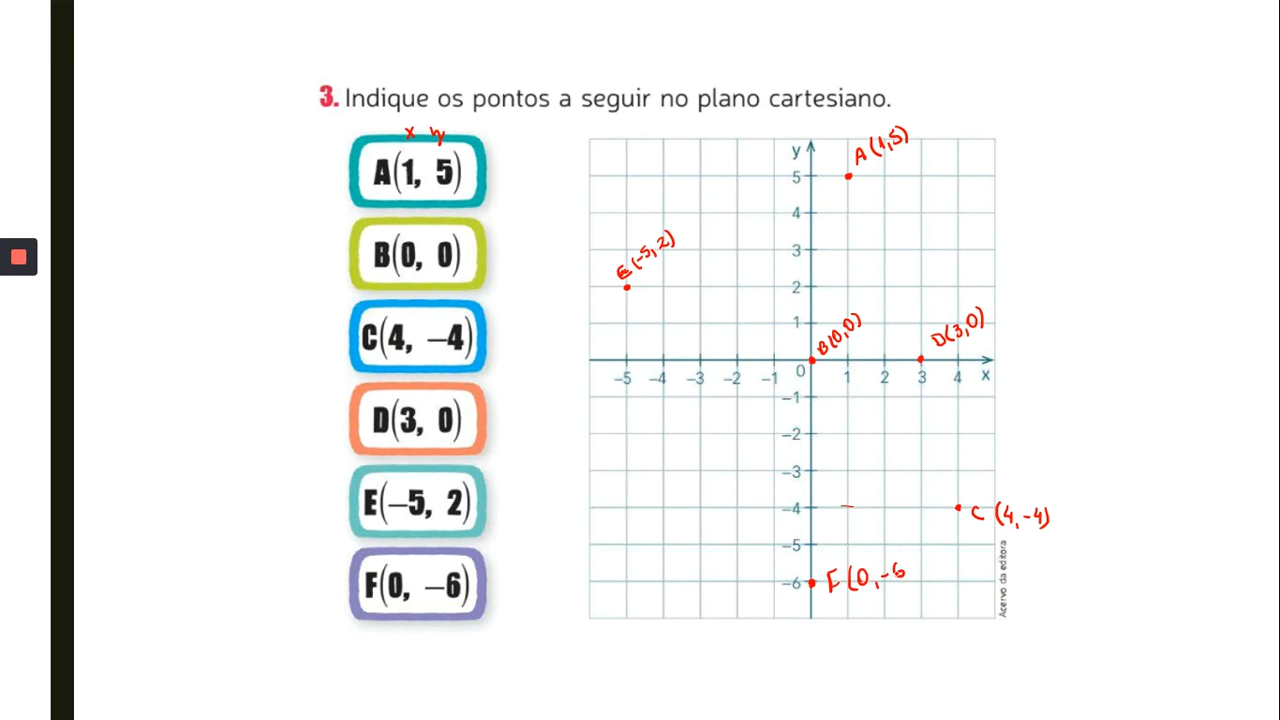 3. Indique os pontos a seguir no plano cartesiano.
x y
A(1, 5)
B(0, 0)
C(4, −4)
D(3, 0)
E(−5, 2)
F(0, −6)
y
A(1,5)
5
4
3
E(-5,2)
2
1
B(0,0)
D(3,0)
−5 −4 −3 −2 −1 0 1 2 3 4 x
−1
−2
−3
−4
C (4,-4)
−5
−6
F(0,-6
Acervo da editora